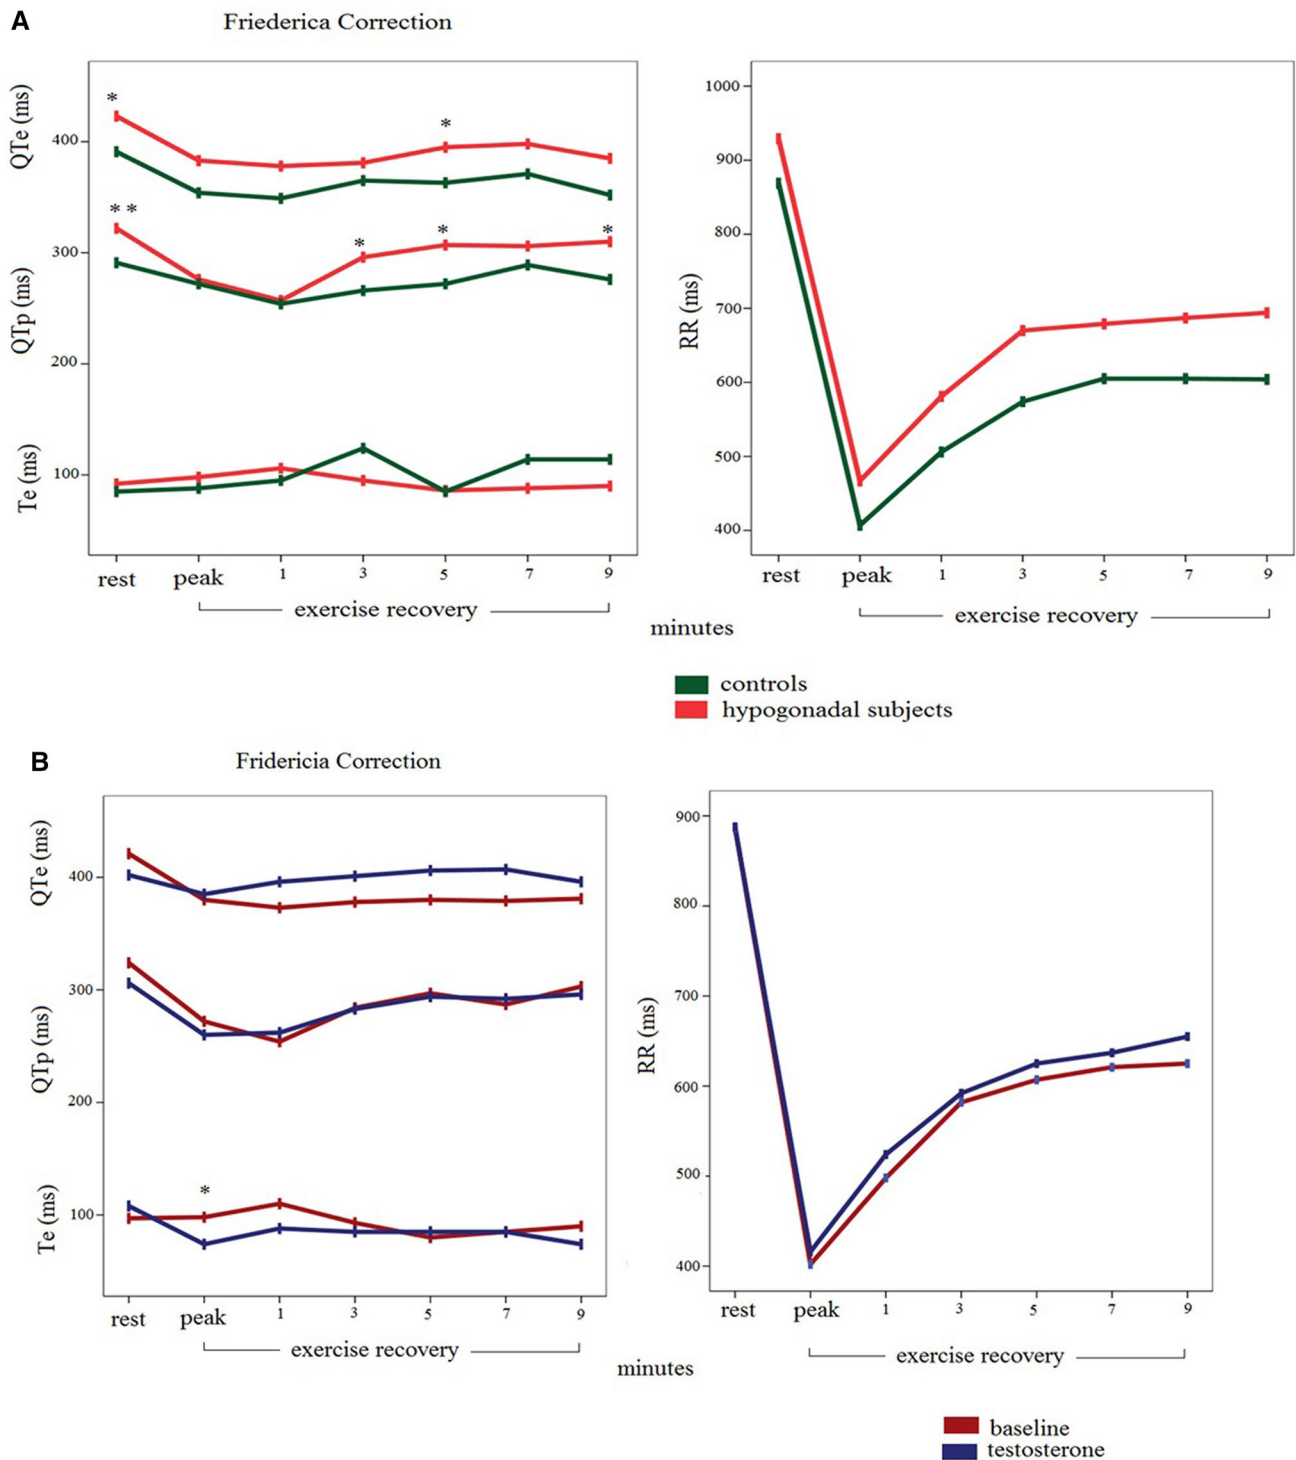 A
Friederica Correction
QTe (ms)
QTp (ms)
Te (ms)
400
300
200
100
*
*
* *
*
*
*
rest peak 1 3 5 7 9
exercise recovery
RR (ms)
1000
900
800
700
600
500
400
rest peak 1 3 5 7 9
exercise recovery
minutes
controls
hypogonadal subjects
B
Fridericia Correction
QTe (ms)
QTp (ms)
Te (ms)
400
300
200
100
*
rest peak 1 3 5 7 9
exercise recovery
RR (ms)
900
800
700
600
500
400
rest peak 1 3 5 7 9
exercise recovery
minutes
baseline
testosterone